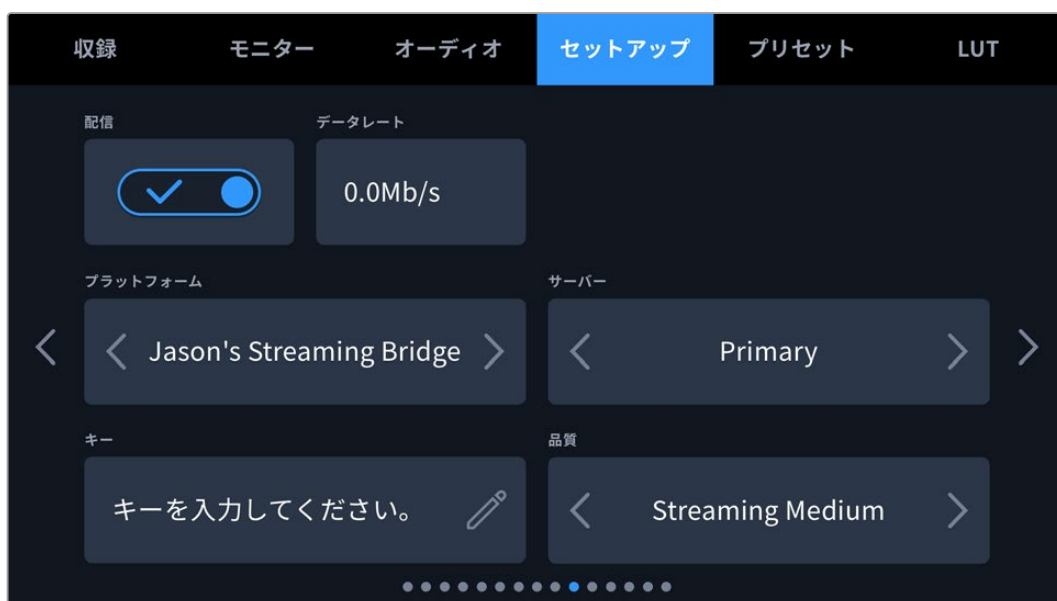 収録 モニター オーディオ セットアップ プリセット LUT
配信 データレート
0.0Mb/s
プラットフォーム サーバー
Jason's Streaming Bridge Primary
キー 品質
キーを入力してください。 Streaming Medium